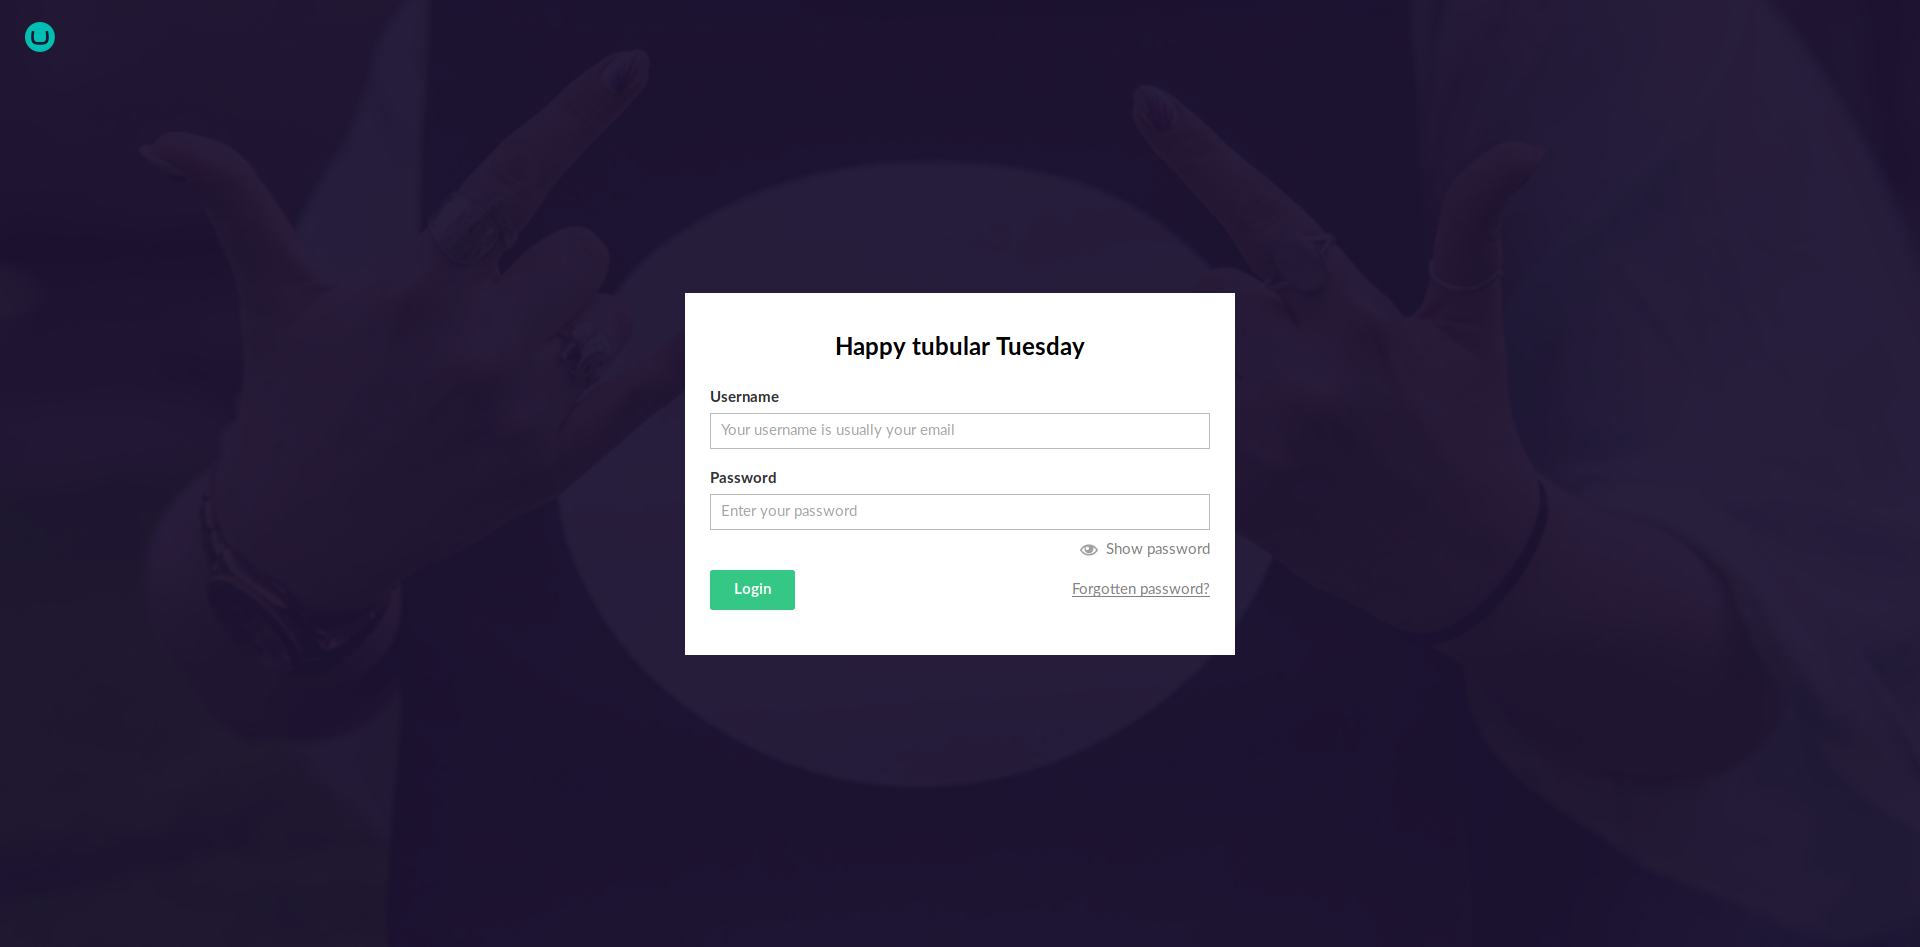 Happy tubular Tuesday
Username
Your username is usually your email
Password
Enter your password
Show password
Login
Forgotten password?